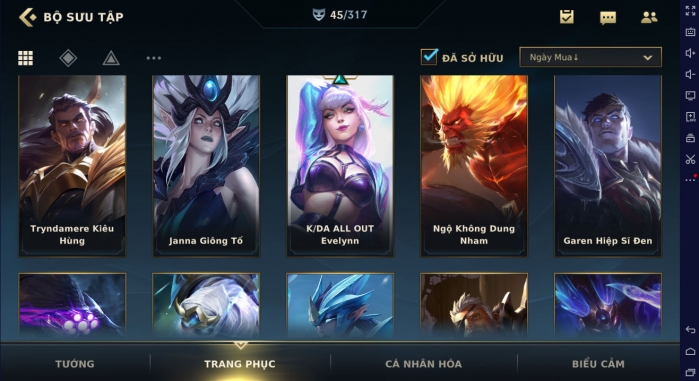 BỘ SƯU TẬP
45/317
ĐÃ SỞ HỮU
Ngày Mua↓
Tryndamere Kiêu
Hùng
Janna Giông Tố
K/DA ALL OUT
Evelynn
Ngộ Không Dung
Nham
Garen Hiệp Sĩ Đen
TƯỚNG
TRANG PHỤC
CÁ NHÂN HÓA
BIỂU CẢM